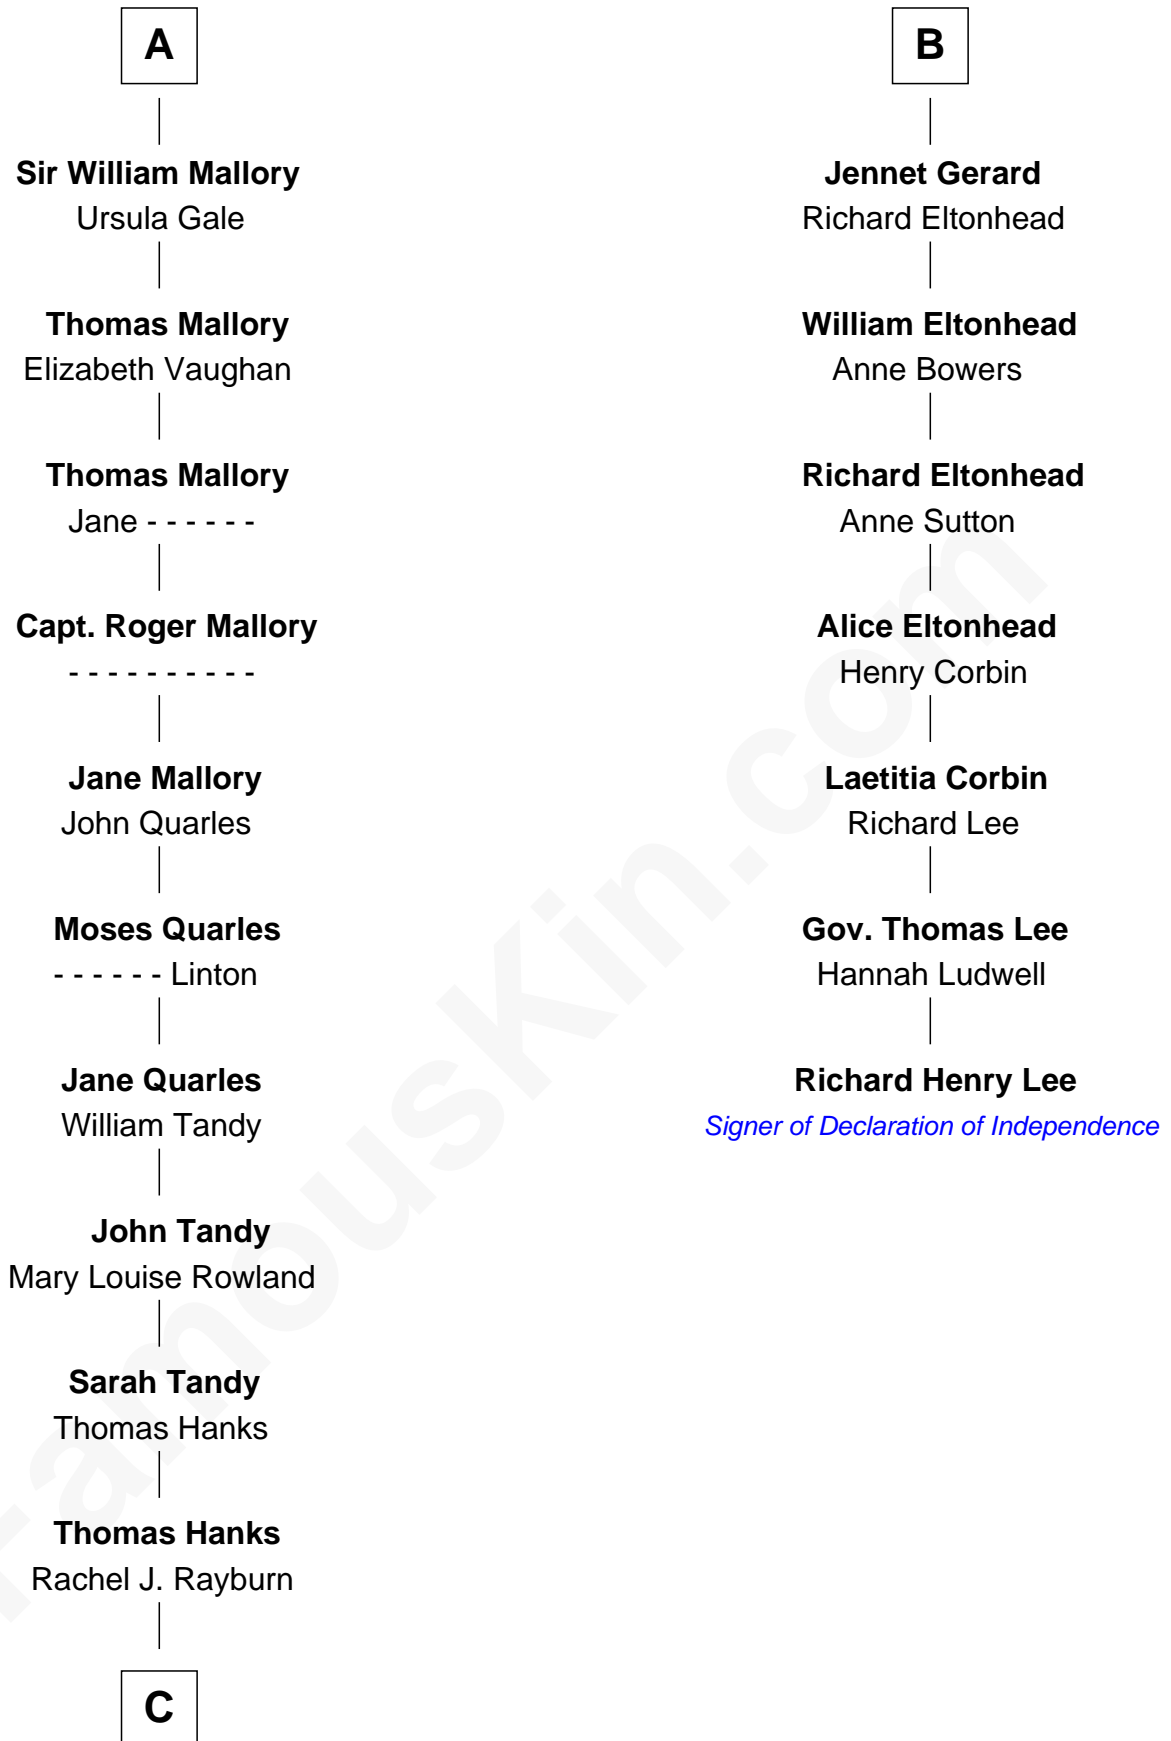 A
Sir William Mallory
Ursula Gale
Thomas Mallory
Elizabeth Vaughan
Thomas Mallory
Jane - - - - - -
Capt. Roger Mallory
- - - - - - - - - -
Jane Mallory
John Quarles
Moses Quarles
- - - - - - Linton
Jane Quarles
William Tandy
John Tandy
Mary Louise Rowland
Sarah Tandy
Thomas Hanks
Thomas Hanks
Rachel J. Rayburn
C
B
Jennet Gerard
Richard Eltonhead
William Eltonhead
Anne Bowers
Richard Eltonhead
Anne Sutton
Alice Eltonhead
Henry Corbin
Laetitia Corbin
Richard Lee
Gov. Thomas Lee
Hannah Ludwell
Richard Henry Lee
Signer of Declaration of Independence
FamousKin.com